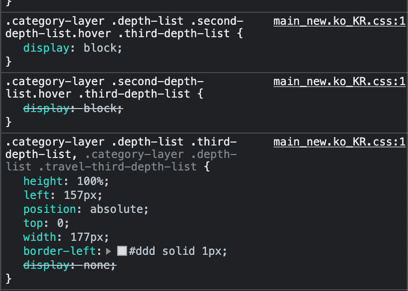 }
.category-layer .depth-list .second- main_new.ko_KR.css:1
depth-list.hover .third-depth-list {
display: block;
}
.category-layer .second-depth- main_new.ko_KR.css:1
list.hover .third-depth-list {
display: block;
}
.category-layer .depth-list .third- main_new.ko_KR.css:1
depth-list, .category-layer .depth-
list .travel-third-depth-list {
height: 100%;
left: 157px;
position: absolute;
top: 0;
width: 177px;
border-left: #ddd solid 1px;
display: none;
}